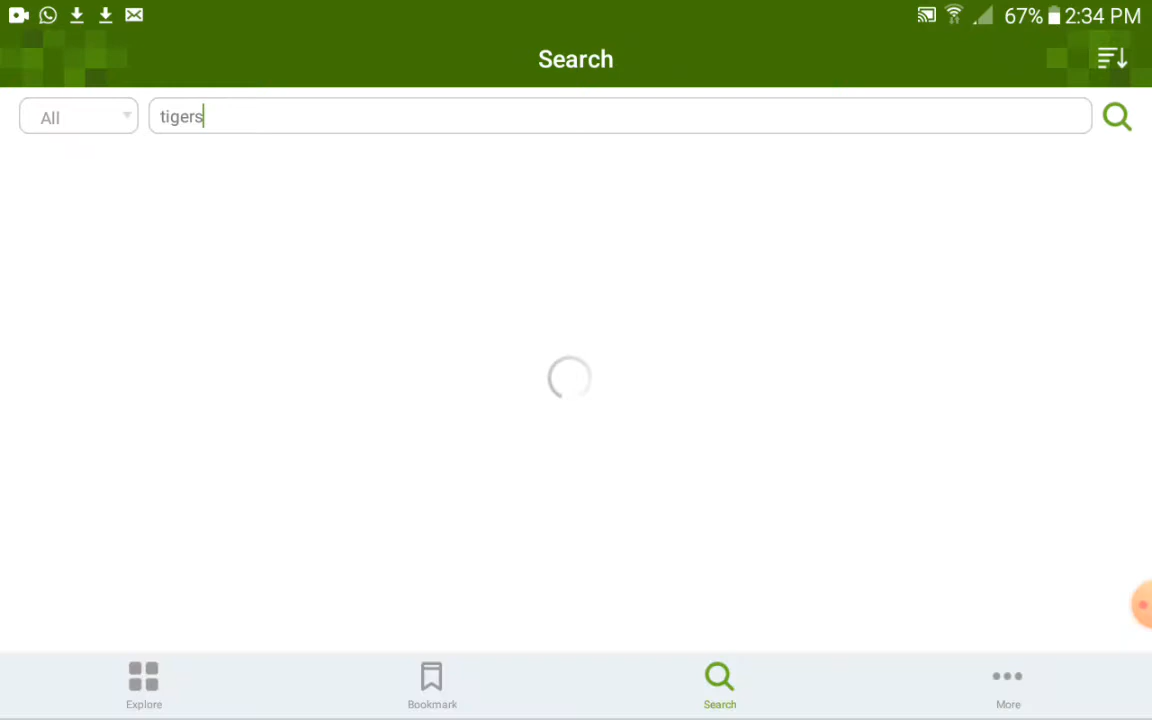 67% 2:34 PM
Search
All
tigers
Explore
Bookmark
Search
More